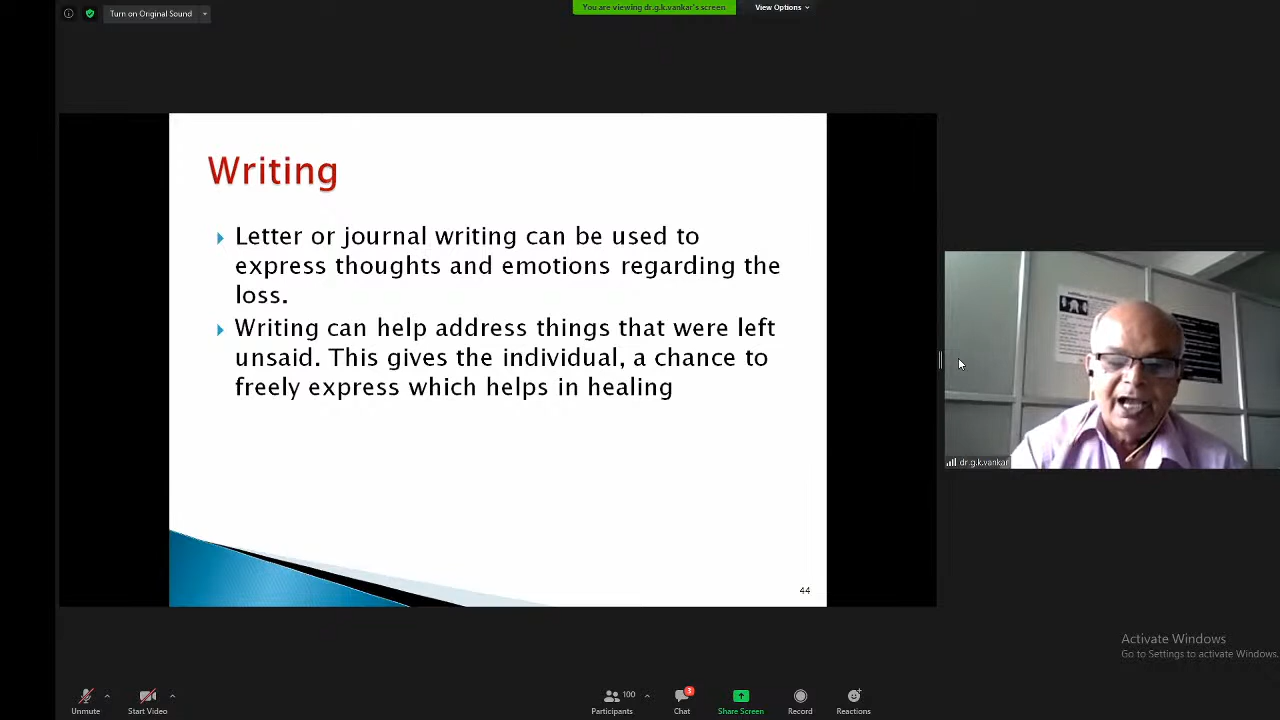 Turn on Original Sound
You are viewing dr.g.k.vankar's screen
View Options
Writing
Letter or journal writing can be used to
express thoughts and emotions regarding the
loss.
Writing can help address things that were left
unsaid. This gives the individual, a chance to
freely express which helps in healing
44
dr.g.k.vankar
Activate Windows
Go to Settings to activate Windows.
Unmute
Start Video
100
Participants
3
Chat
Share Screen
Record
Reactions